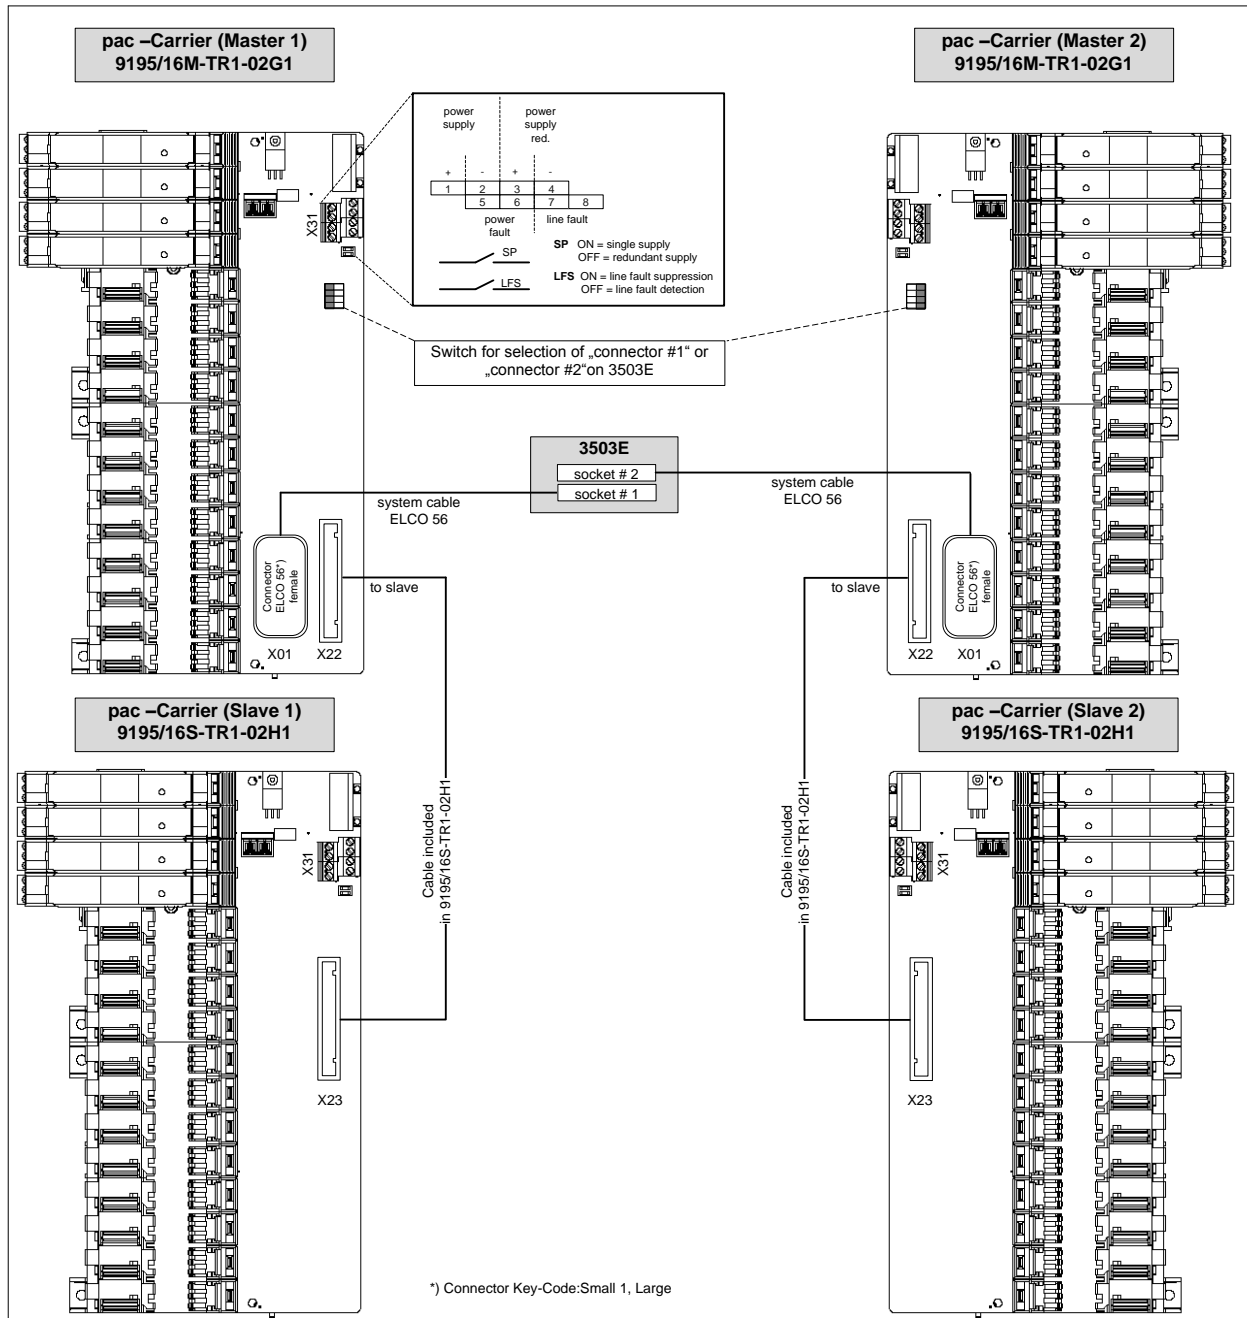 pac –Carrier (Master 1)
9195/16M-TR1-02G1
pac –Carrier (Master 2)
9195/16M-TR1-02G1
power
supply
power
supply
red.
+ - + -
1 2 3 4
5 6 7 8
power
fault
line fault
X31
SP
SP ON = single supply
OFF = redundant supply
LFS
LFS ON = line fault suppression
OFF = line fault detection
Switch for selection of „connector #1“ or
„connector #2“on 3503E
3503E
socket # 2
socket # 1
system cable
ELCO 56
system cable
ELCO 56
Connector
ELCO 56*)
female
to slave
X01
X22
to slave
Connector
ELCO 56*)
female
X22
X01
pac –Carrier (Slave 1)
9195/16S-TR1-02H1
pac –Carrier (Slave 2)
9195/16S-TR1-02H1
Cable included
in 9195/16S-TR1-02H1
Cable included
in 9195/16S-TR1-02H1
X31
X31
X23
X23
*) Connector Key-Code:Small 1, Large